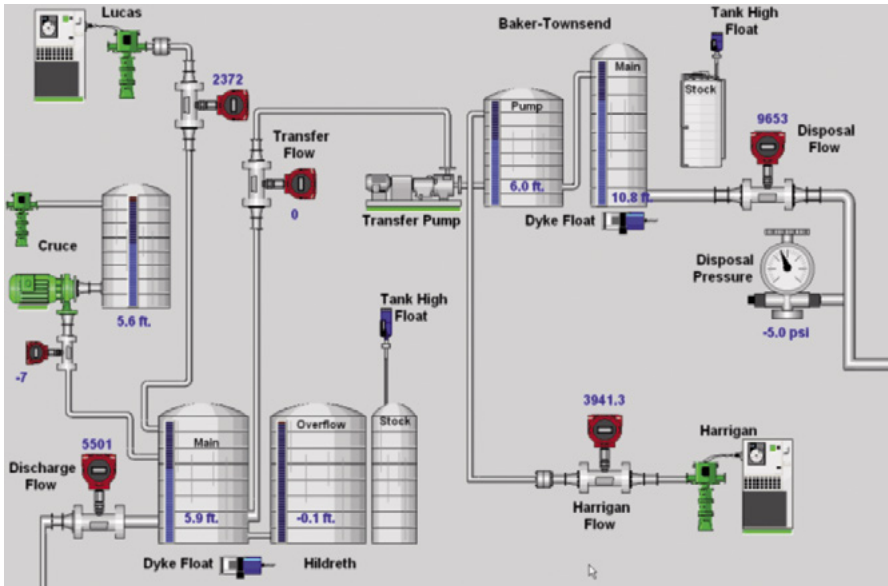 Lucas
2372
Transfer
Flow
0
Cruce
5.6 ft.
-7
5501
Discharge
Flow
Main
5.9 ft.
Overflow
-0.1 ft.
Tank High
Float
Stock
Dyke Float
Hildreth
Baker-Townsend
Transfer Pump
Pump
6.0 ft.
Main
10.8 ft.
Dyke Float
Tank High
Float
Stock
9653
Disposal
Flow
Disposal
Pressure
-5.0 psi
3941.3
Harrigan
Flow
Harrigan